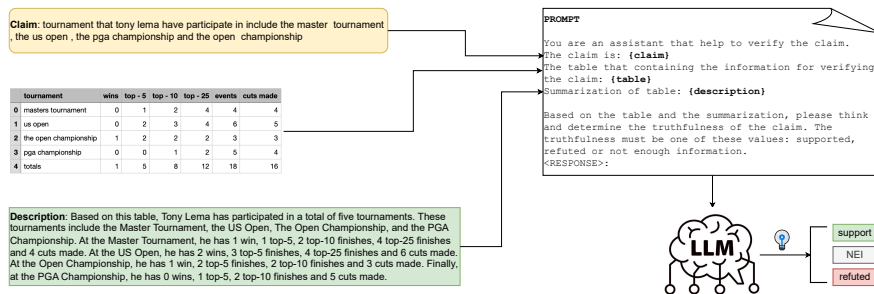 Claim: tournament that tony lema have participate in include the master tournament
, the us open , the pga championship and the open championship
tournament wins top - 5 top - 10 top - 25 events cuts made
0 masters tournament 0 1 2 4 4 4
1 us open 0 2 3 4 6 5
2 the open championship 1 2 2 2 3 3
3 pga championship 0 0 1 2 5 4
4 totals 1 5 8 12 18 16
Description: Based on this table, Tony Lema has participated in a total of five tournaments. These
tournaments include the Master Tournament, the US Open, The Open Championship, and the PGA
Championship. At the Master Tournament, he has 1 win, 1 top-5, 2 top-10 finishes, 4 top-25 finishes
and 4 cuts made. At the US Open, he has 2 wins, 3 top-5 finishes, 4 top-25 finishes and 6 cuts made.
At the Open Championship, he has 1 win, 2 top-5 finishes, 2 top-10 finishes and 3 cuts made. Finally,
at the PGA Championship, he has 0 wins, 1 top-5, 2 top-10 finishes and 5 cuts made.
PROMPT
You are an assistant that help to verify the claim.
The claim is: {claim}
The table that containing the information for verifying
the claim: {table}
Summarization of table: {description}
Based on the table and the summarization, please think
and determine the truthfulness of the claim. The
truthfulness must be one of these values: supported,
refuted or not enough information.
<RESPONSE>:
LLM
support
NEI
refuted